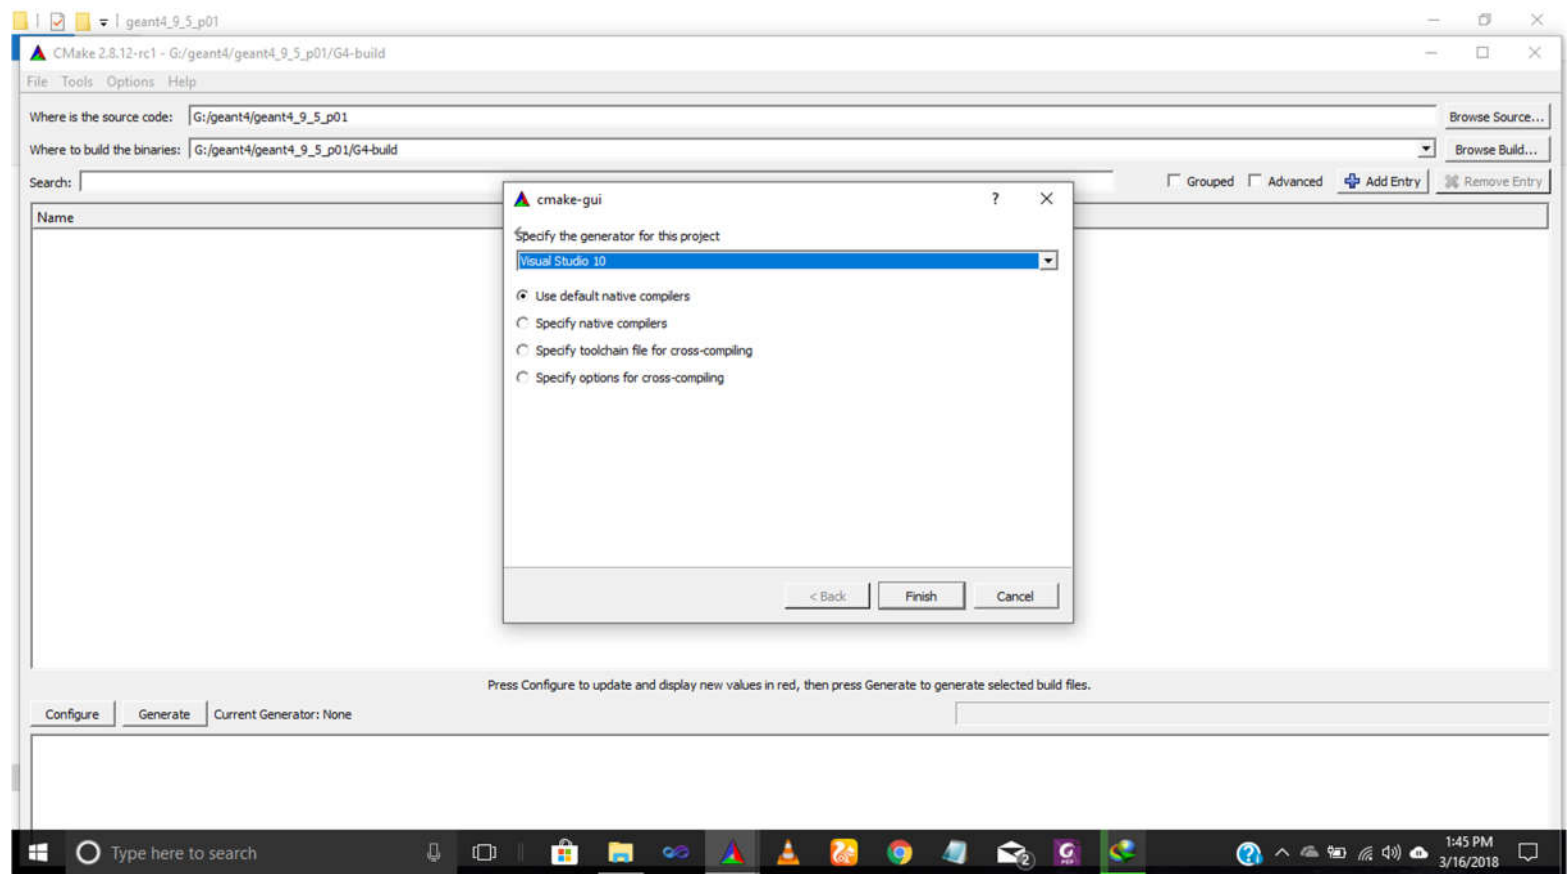 geant4_9_5_p01
CMake 2.8.12-rc1 - G:/geant4/geant4_9_5_p01/G4-build
File Tools Options Help
Where is the source code: G:/geant4/geant4_9_5_p01 Browse Source...
Where to build the binaries: G:/geant4/geant4_9_5_p01/G4-build Browse Build...
Search: Grouped Advanced Add Entry Remove Entry
Name
cmake-gui ?
Specify the generator for this project
Visual Studio 10
Use default native compilers
Specify native compilers
Specify toolchain file for cross-compiling
Specify options for cross-compiling
< Back Finish Cancel
Press Configure to update and display new values in red, then press Generate to generate selected build files.
Configure Generate Current Generator: None
Type here to search 2 1:45 PM
3/16/2018